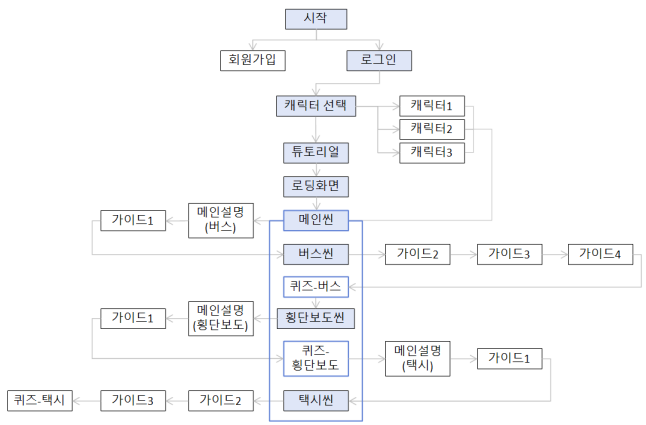 시작
회원가입
로그인
캐릭터 선택
캐릭터1
캐릭터2
캐릭터3
튜토리얼
로딩화면
가이드1
메인설명
(버스)
메인씬
버스씬
가이드2
가이드3
가이드4
퀴즈-버스
가이드1
메인설명
(횡단보도)
횡단보도씬
퀴즈-
횡단보도
메인설명
(택시)
가이드1
퀴즈-택시
가이드3
가이드2
택시씬